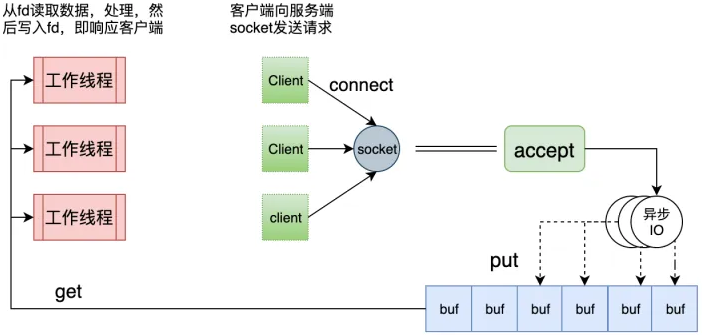 从fd读取数据，处理，然
后写入fd，即响应客户端
客户端向服务端
socket发送请求
工作线程
工作线程
工作线程
Client
Client
client
connect
socket
accept
异步
IO
put
get
buf
buf
buf
buf
buf
buf